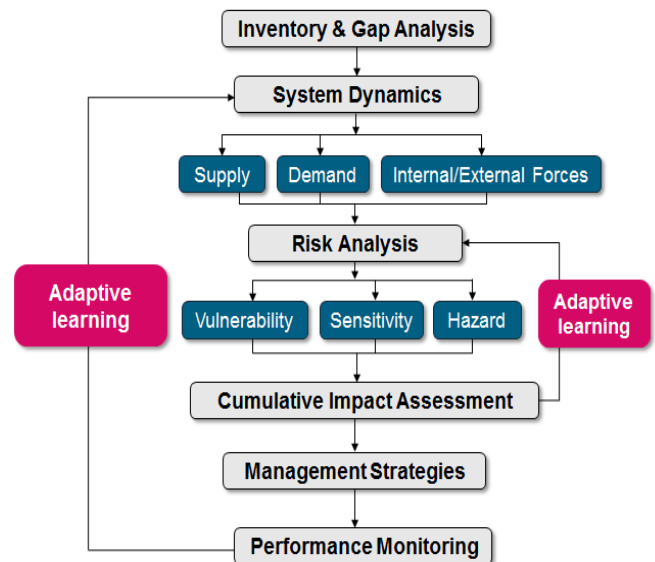 Inventory & Gap Analysis
System Dynamics
Supply
Demand
Internal/External Forces
Risk Analysis
Adaptive
learning
Adaptive
learning
Vulnerability
Sensitivity
Hazard
Cumulative Impact Assessment
Management Strategies
Performance Monitoring